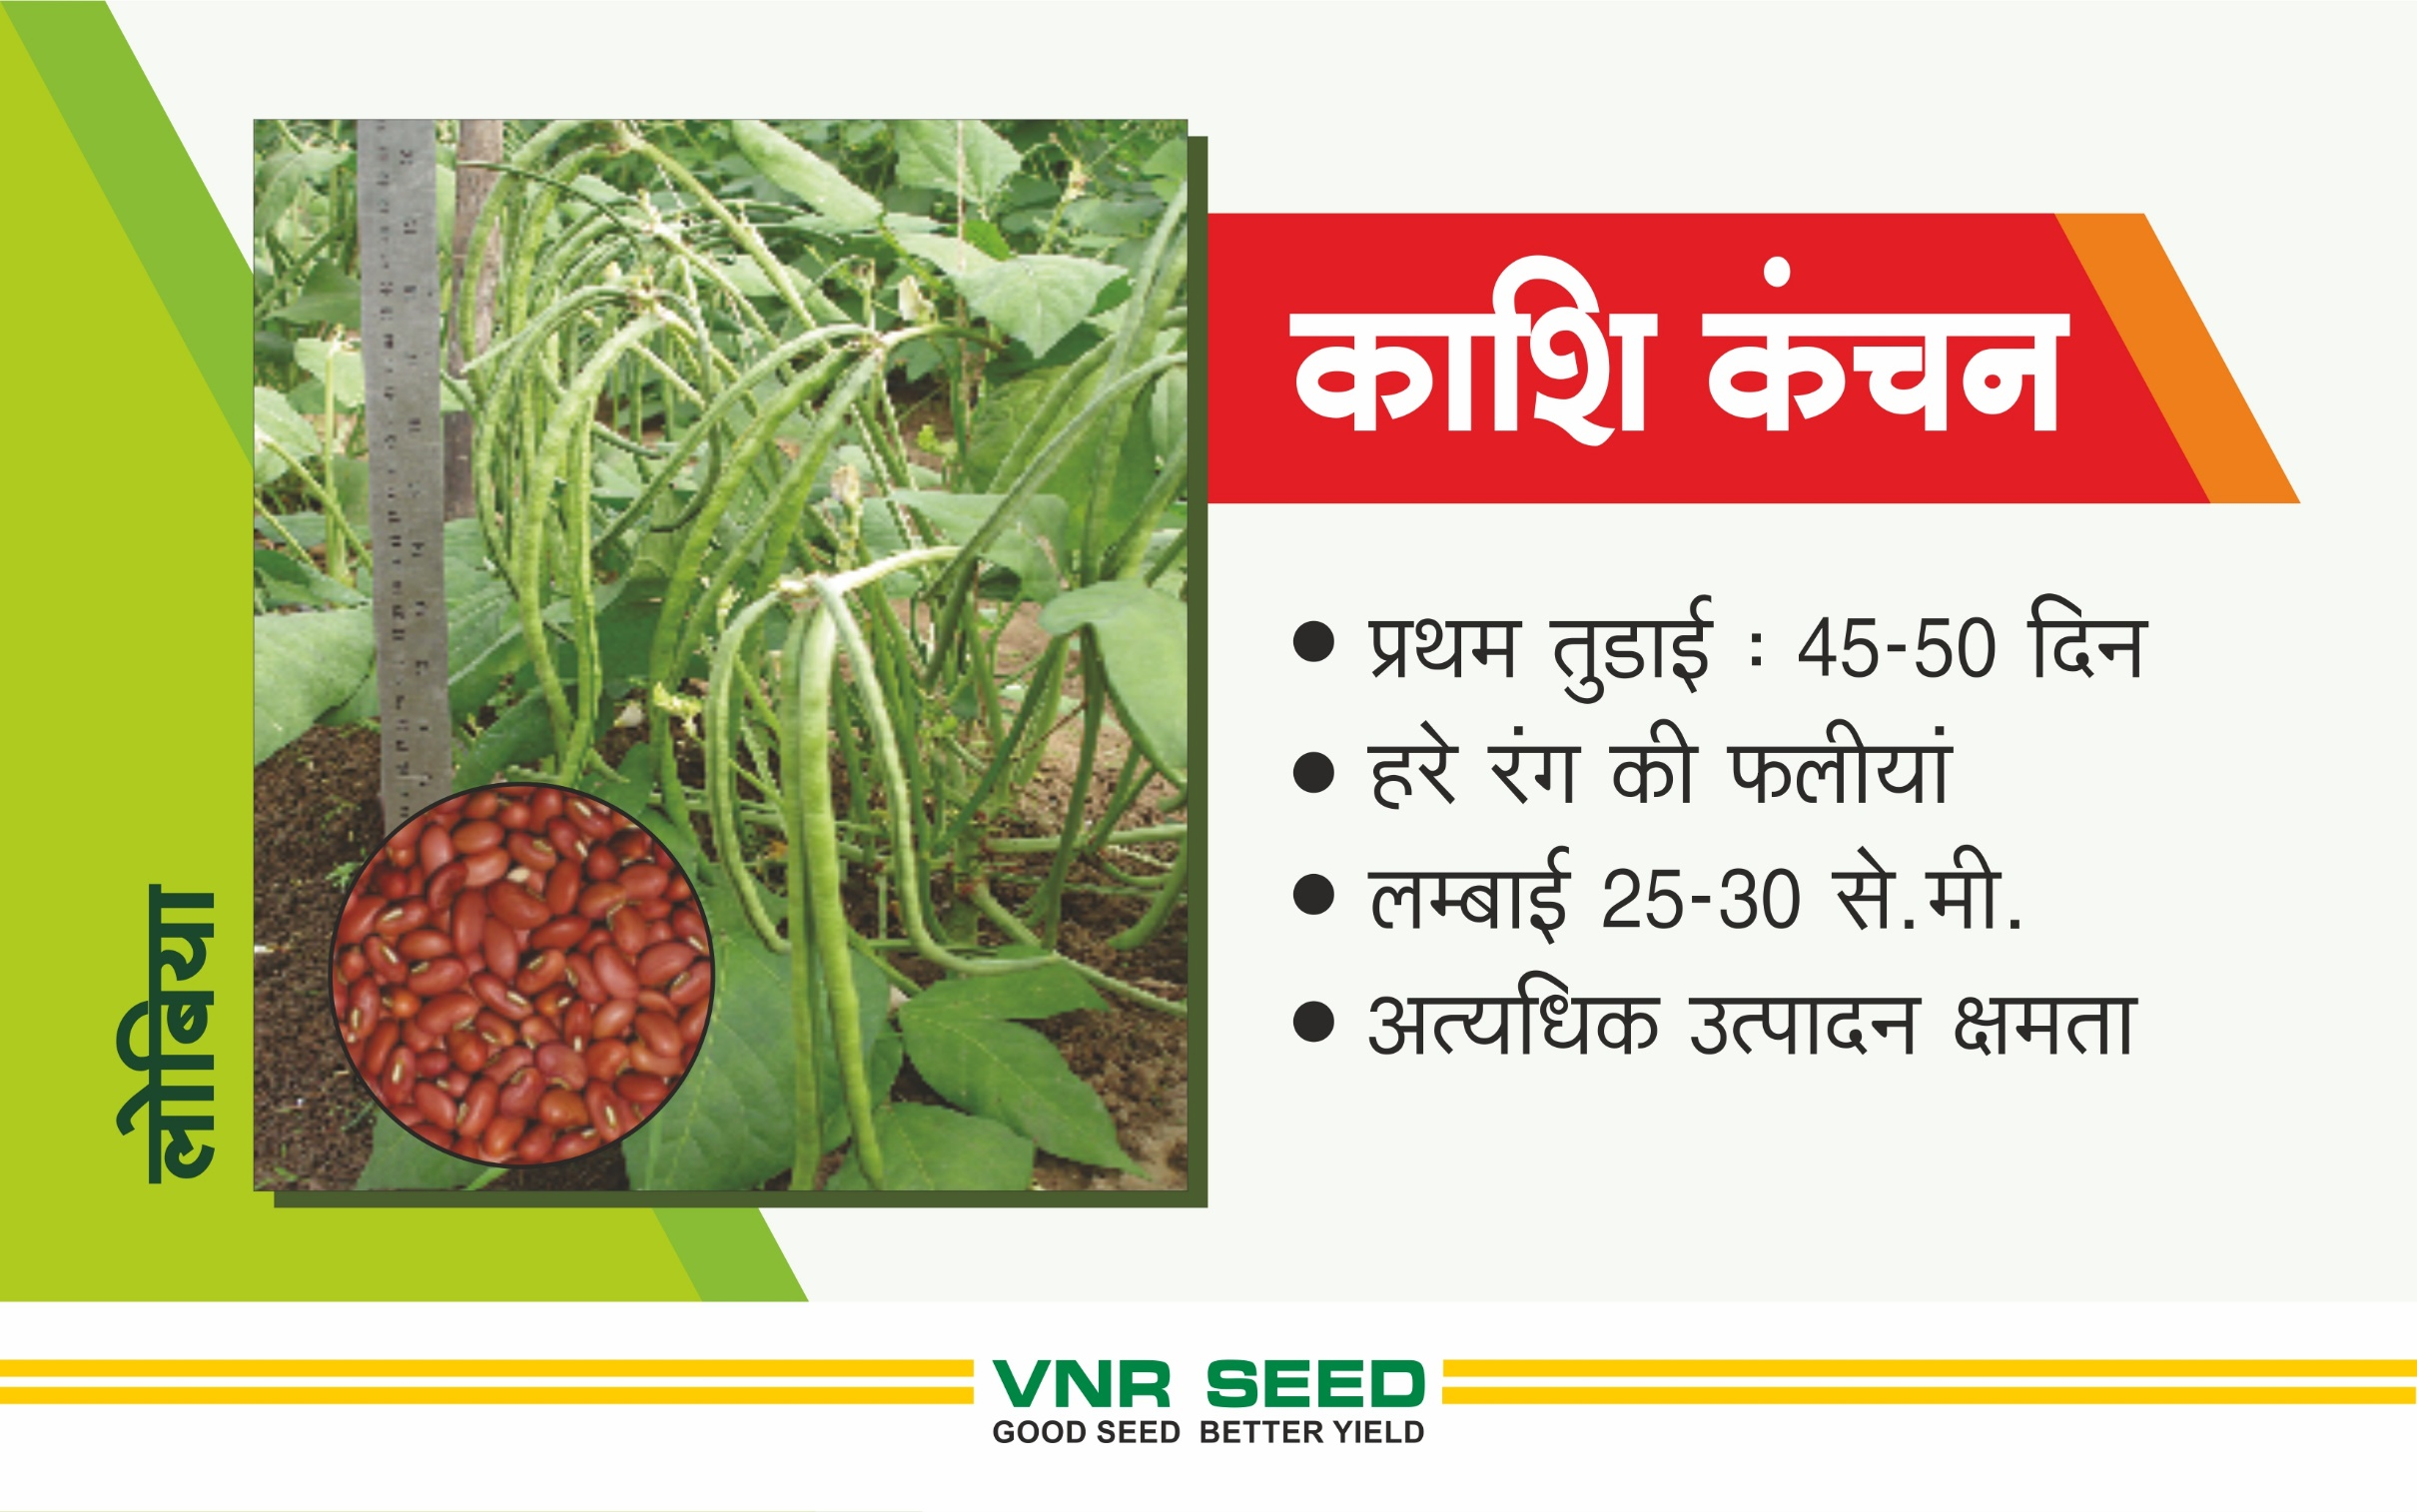 लोबिया
काशि कंचन
● प्रथम तुडाई : 45-50 दिन
● हरे रंग की फलीयां
● लम्बाई 25-30 से.मी.
● अत्यधिक उत्पादन क्षमता
VNR SEED
GOOD SEED BETTER YIELD